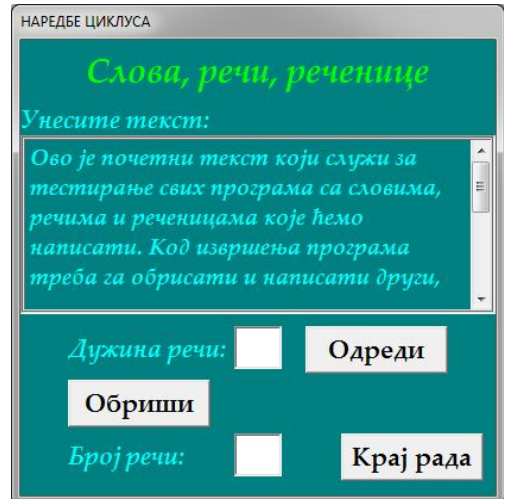 НАРЕДБЕ ЦИКЛУСА
Слова, речи, реченице
Унесите текст:
Ово је почетни текст који служи за
тестирање свих програма са словима,
речима и реченицама које ћемо
написати. Код извршења програма
треба га обрисати и написати други,
Дужина речи:
Одреди
Обриши
Број речи:
Крај рада